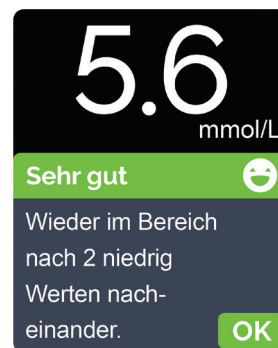 5.6
mmol/L
Sehr gut
Wieder im Bereich
nach 2 niedrig
Werten nach-
einander.
OK